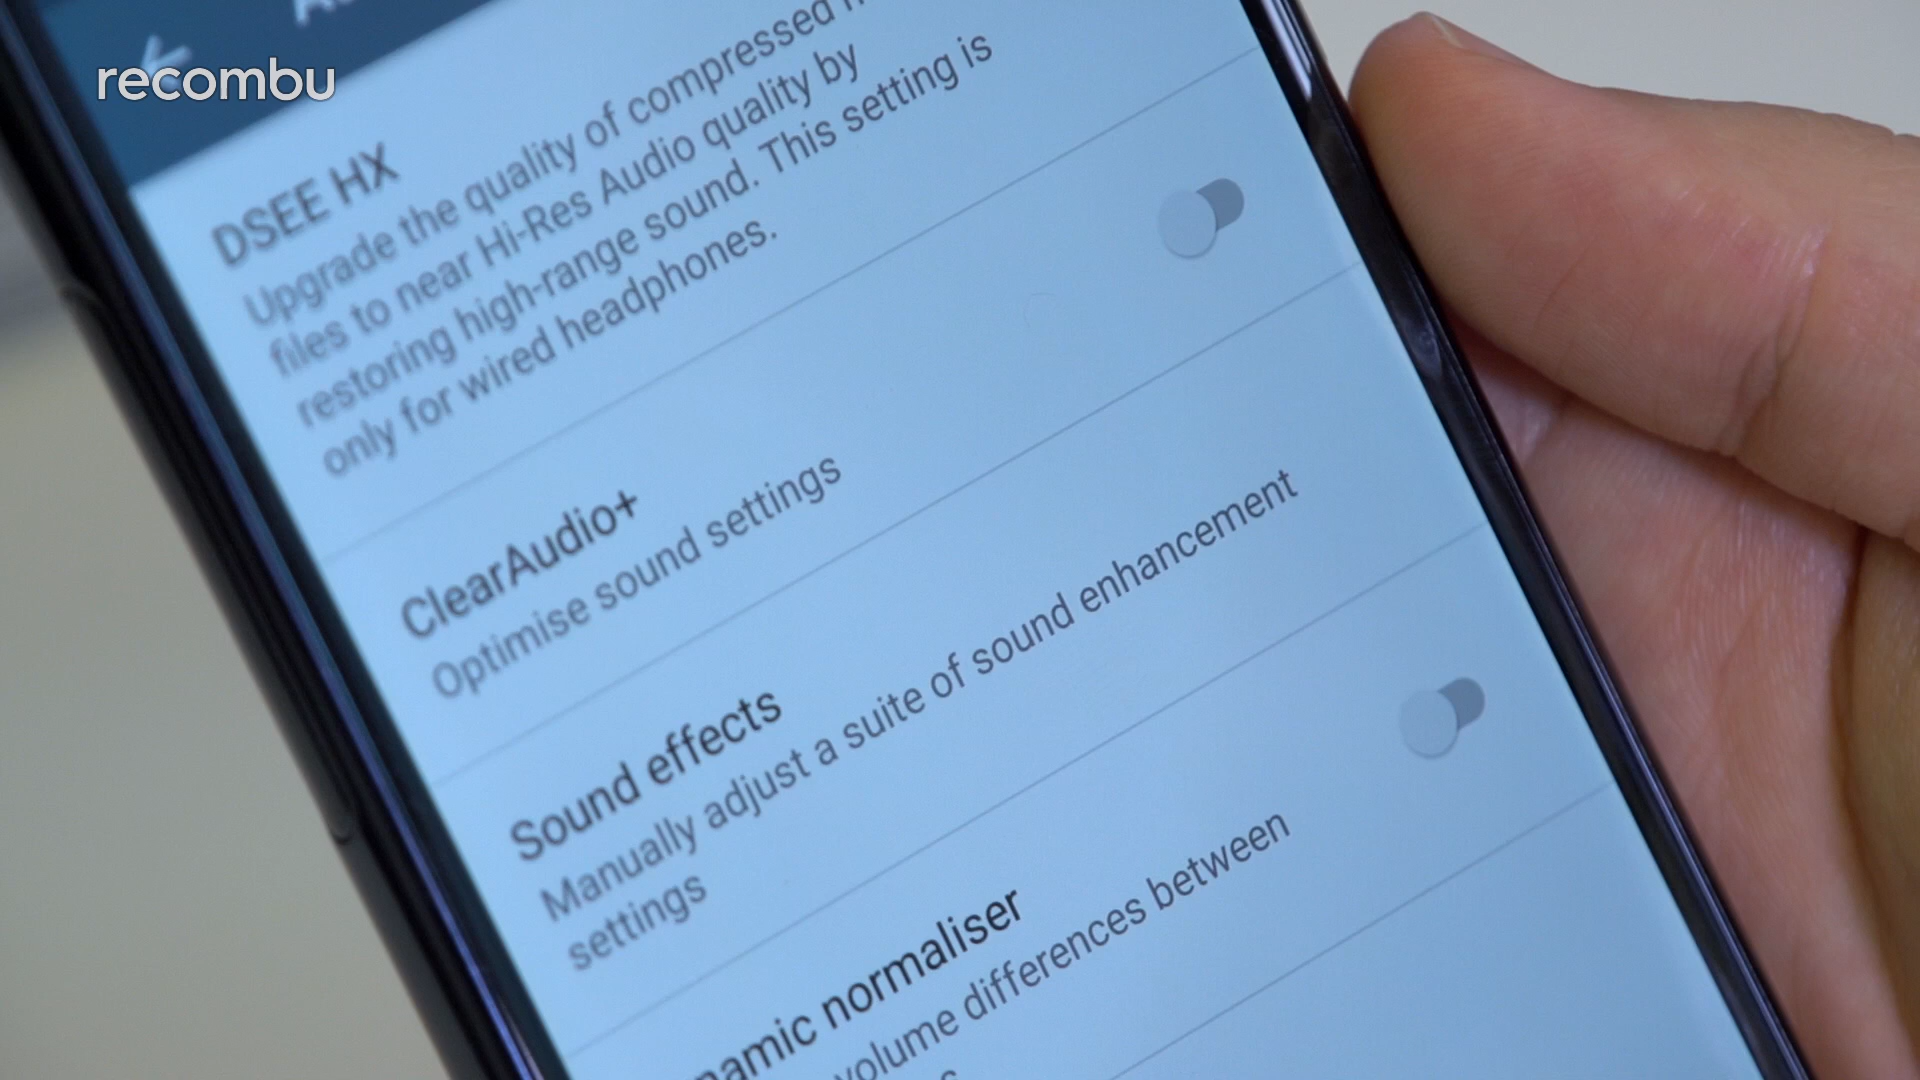 recombu
DSEE HX
Upgrade the quality of compressed
files to near Hi-Res Audio quality by
restoring high-range sound. This setting is
only for wired headphones.
ClearAudio+
Optimise sound settings
Sound effects
Manually adjust a suite of sound enhancement
settings
normaliser
volume differences between